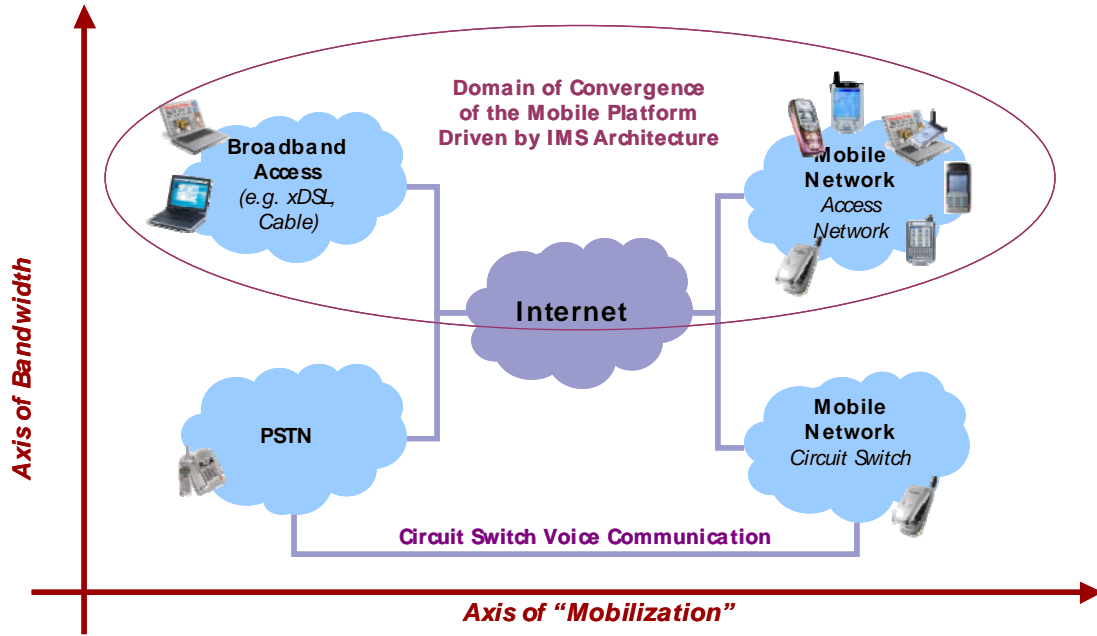 Domain of Convergence
of the Mobile Platform
Driven by IMS Architecture
Broadband
Access
(e.g. xDSL,
Cable)
Mobile
Network
Access
Network
Internet
PSTN
Mobile
Network
Circuit Switch
Circuit Switch Voice Communication
Axis of Bandwidth
Axis of “Mobilization”